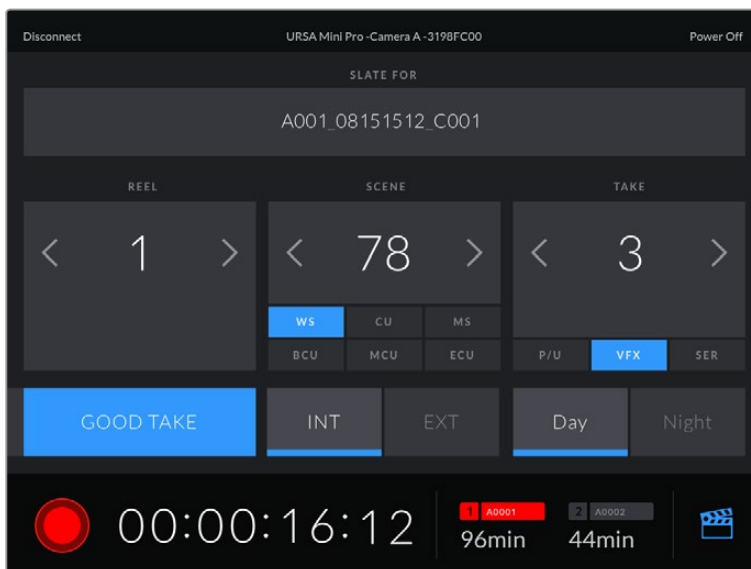 Disconnect URSA Mini Pro -Camera A -3198FC00 Power Off
SLATE FOR
A001_08151512_C001
REEL SCENE TAKE
< 1 > < 78 > < 3 >
WS CU MS
BCU MCU ECU P/U VFX SER
GOOD TAKE INT EXT Day Night
00:00:16:12 1 A0001 2 A0002
96min 44min